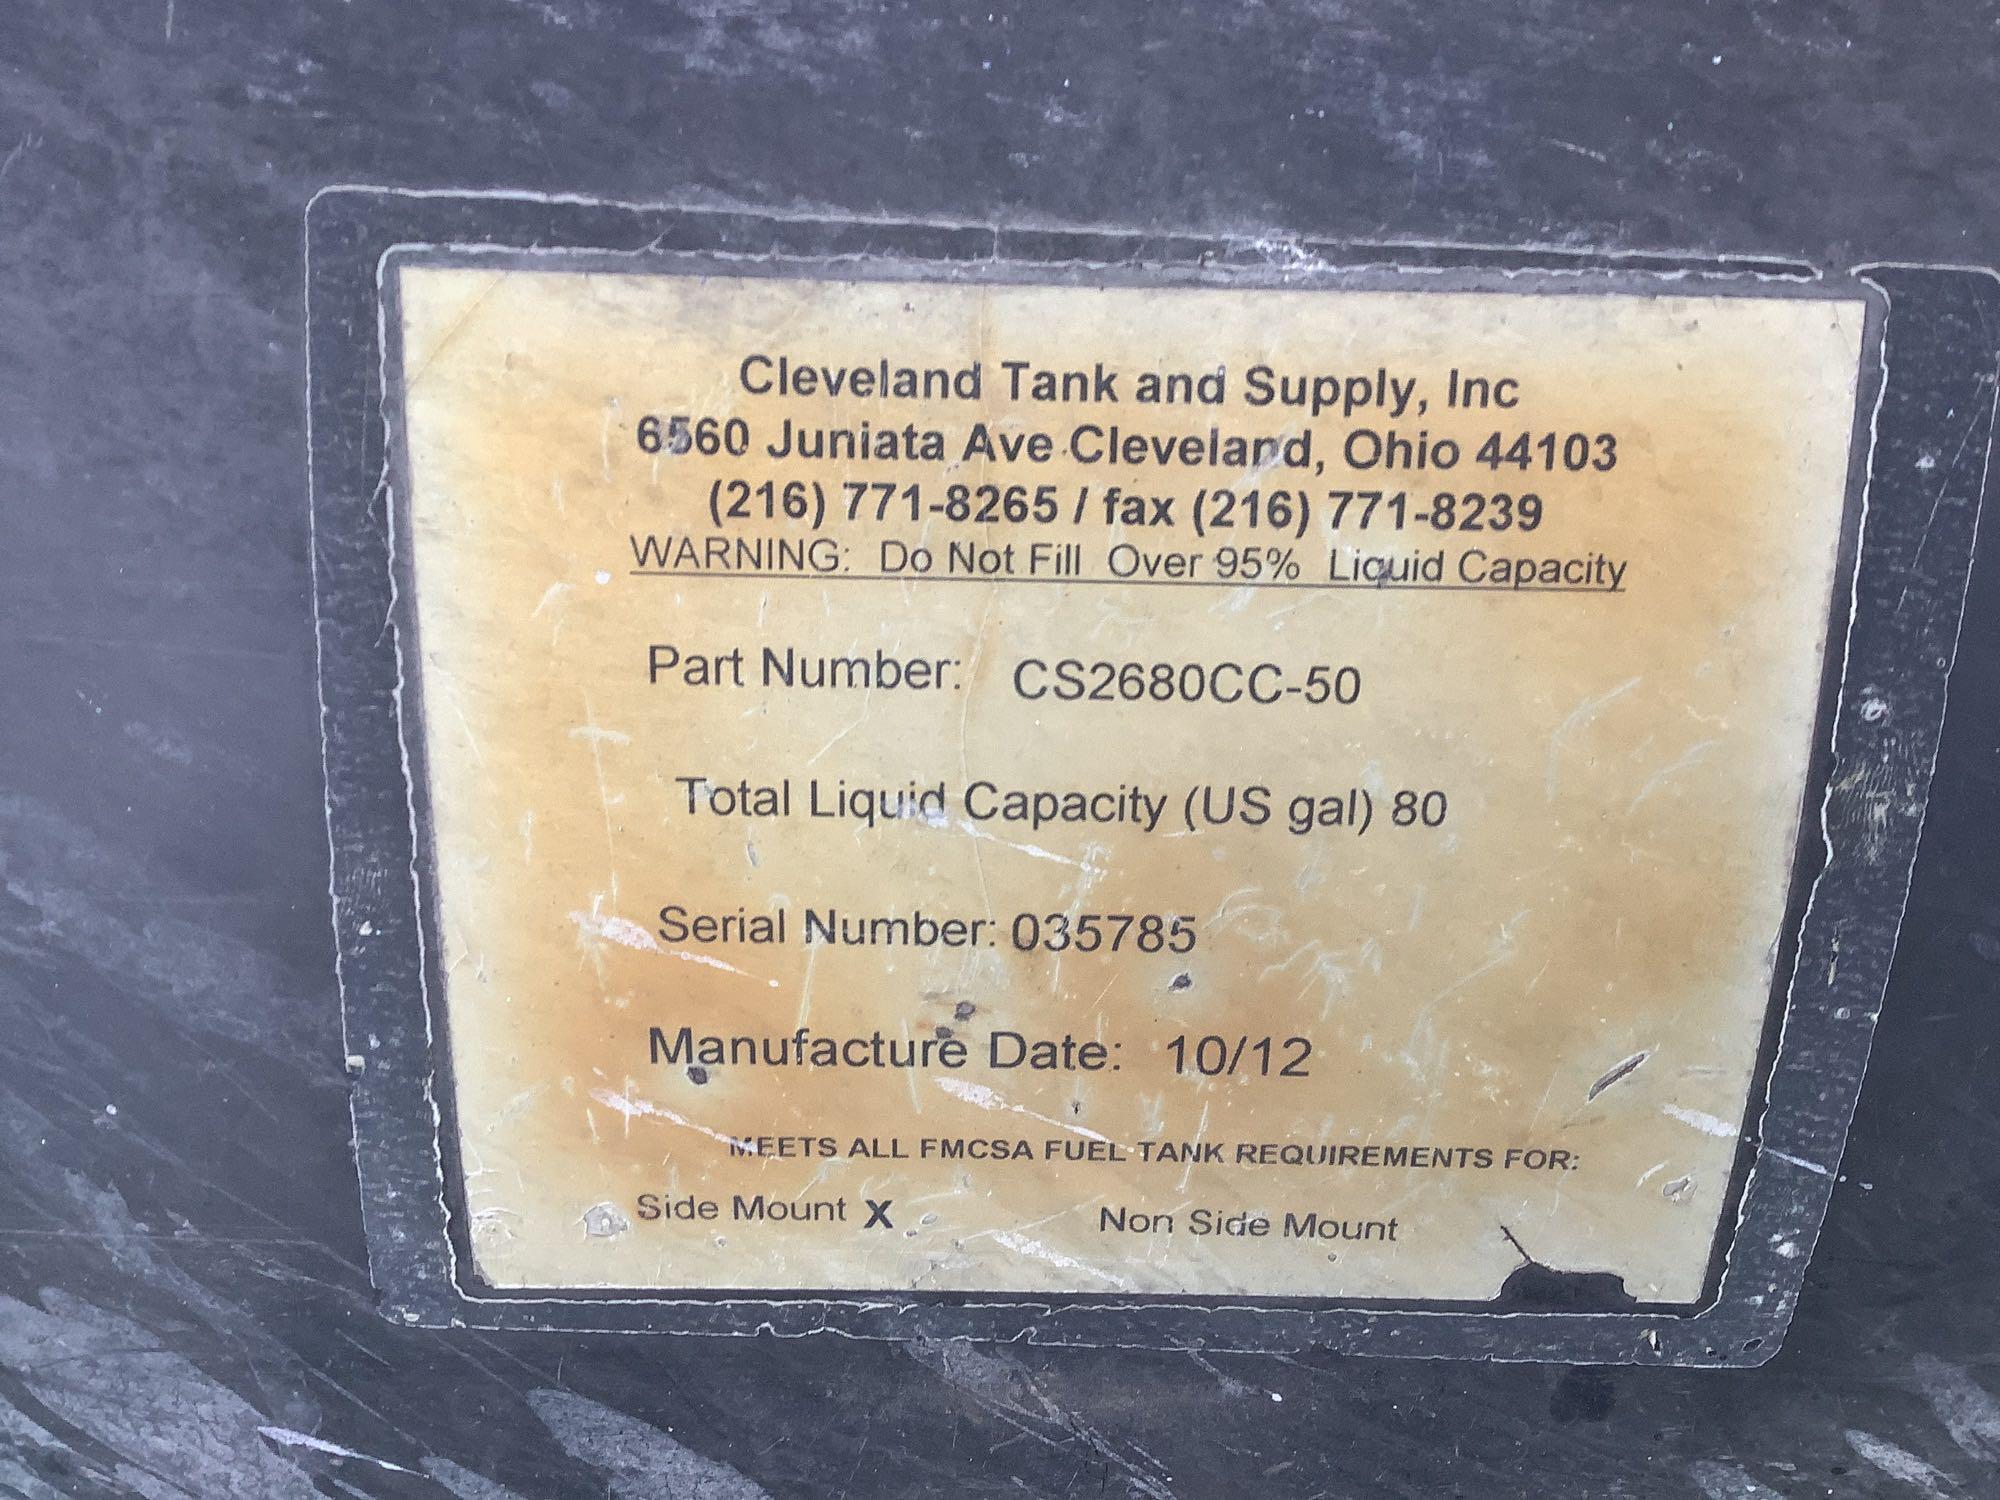 Cleveland Tank and Supply, Inc
6560 Juniata Ave Cleveland, Ohio 44103
(216) 771-8265 / fax (216) 771-8239
WARNING: Do Not Fill Over 95% Liquid Capacity
Part Number: CS2680CC-50
Total Liquid Capacity (US gal) 80
Serial Number: 035785
Manufacture Date: 10/12
MEETS ALL FMCSA FUEL TANK REQUIREMENTS FOR:
Side Mount X Non Side Mount